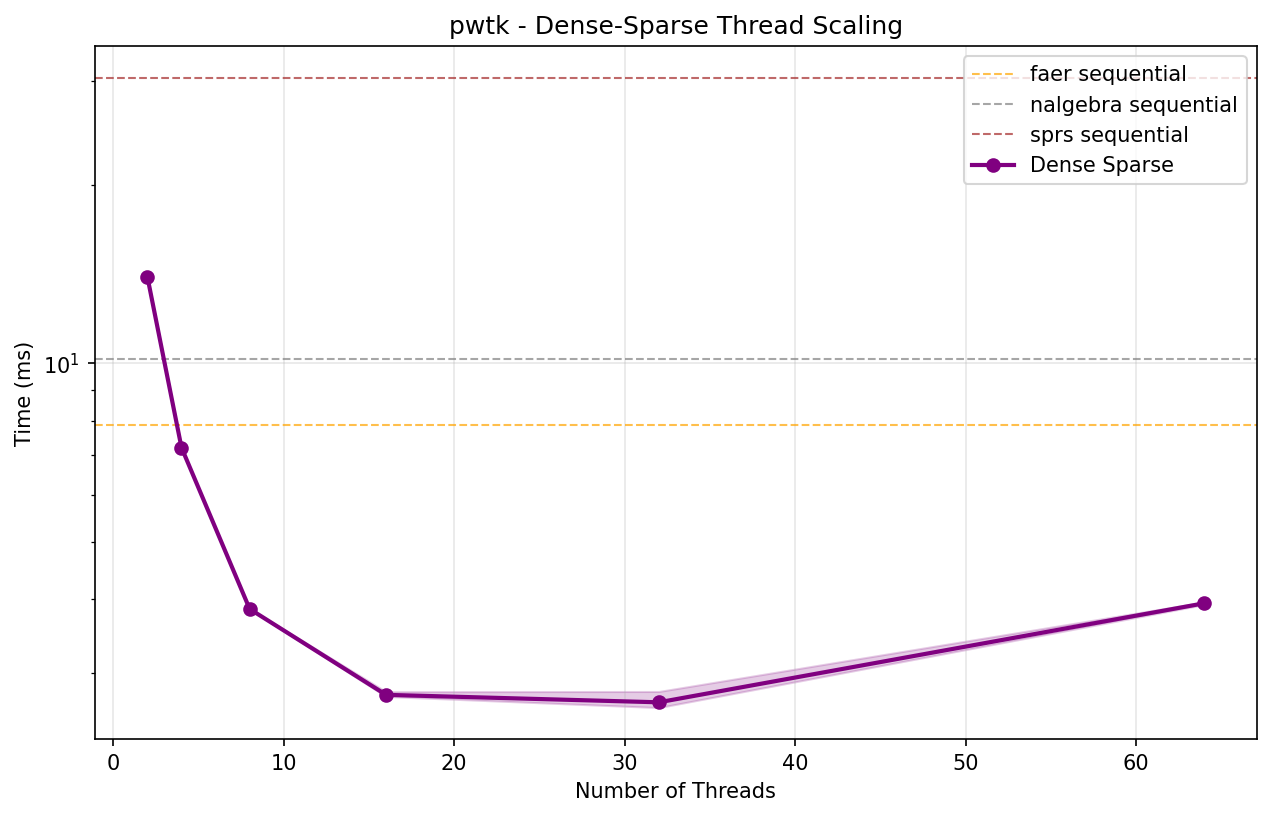 pwtk - Dense-Sparse Thread Scaling
faer sequential
nalgebra sequential
sprs sequential
Dense Sparse
Time (ms)
10¹
0 10 20 30 40 50 60
Number of Threads